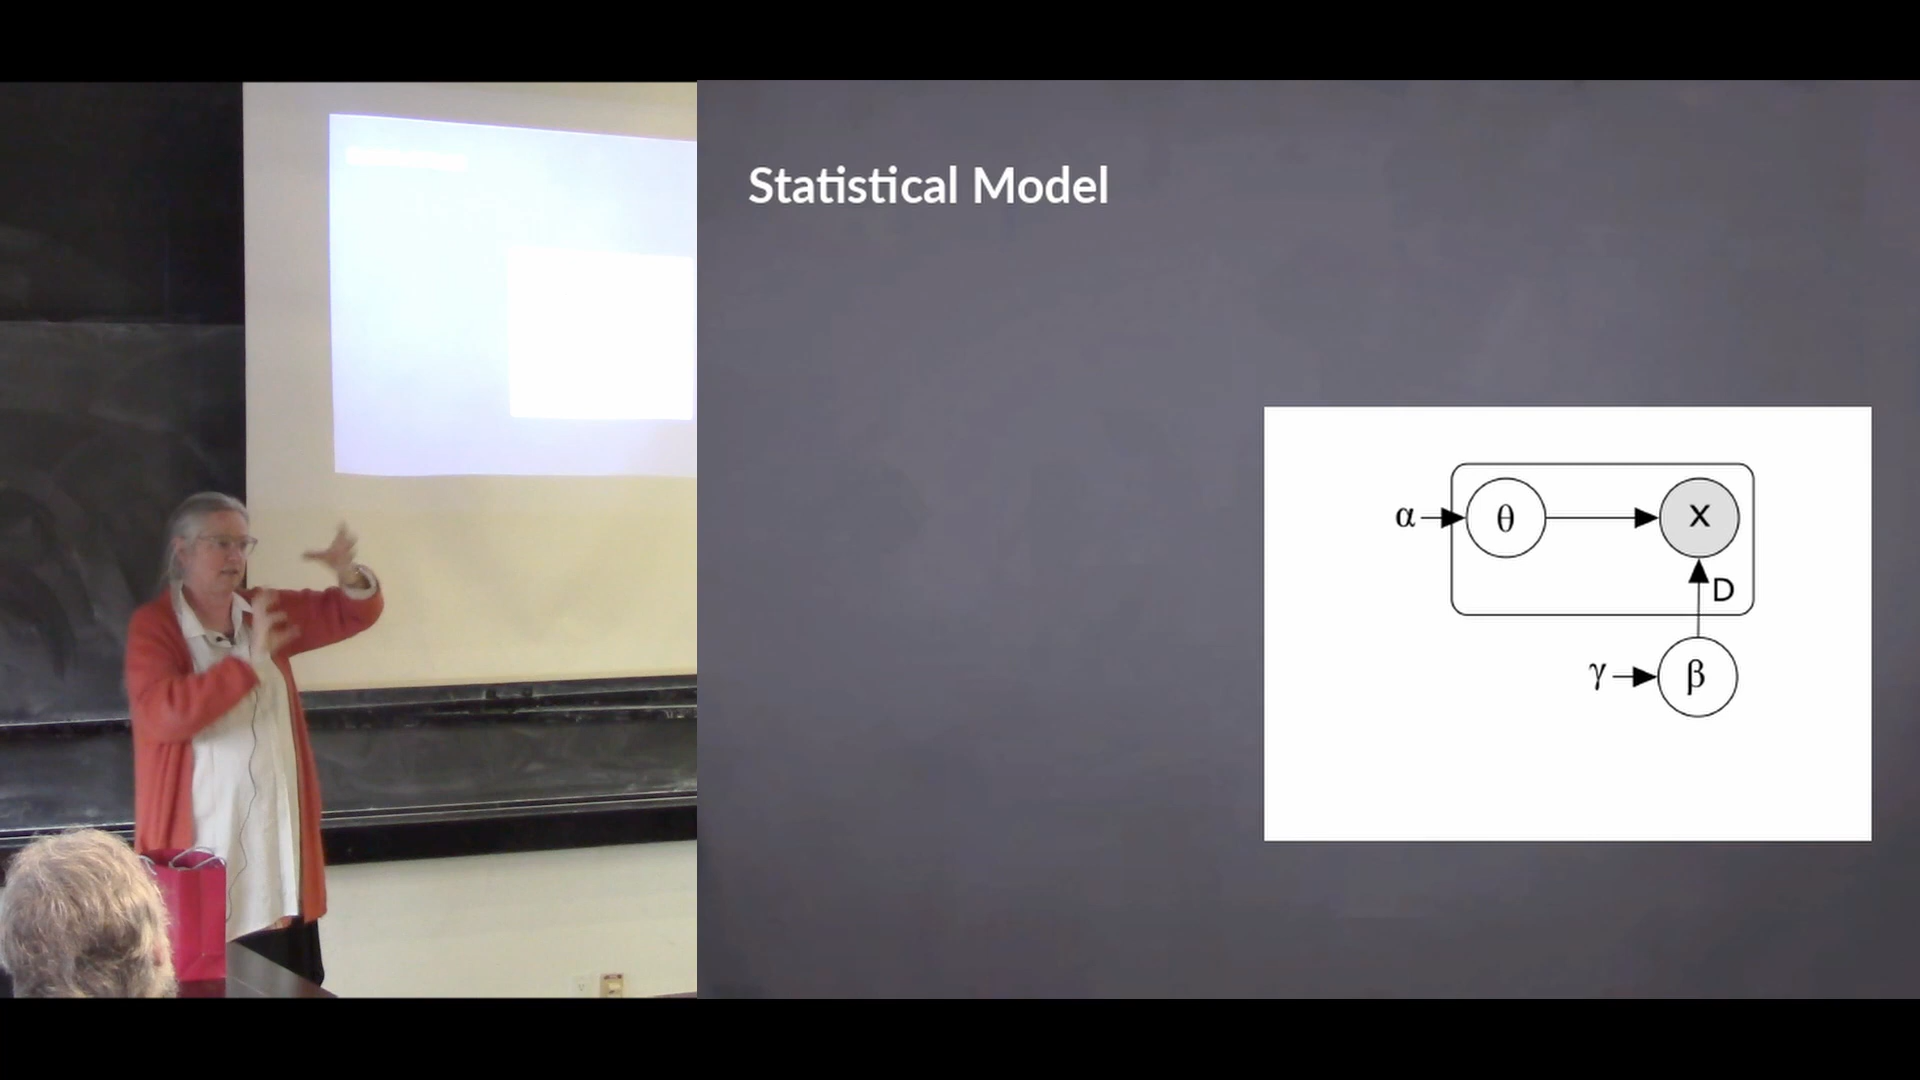 Statistical Model
α θ X
D
γ β